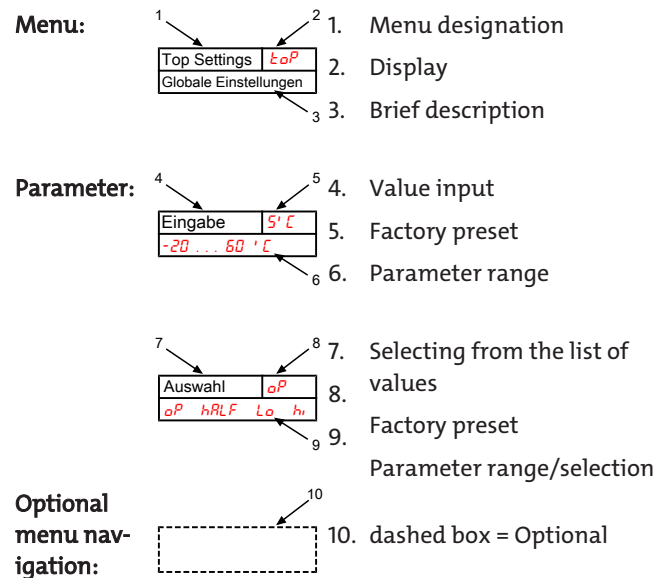 Menu:
1
2
Top Settings toP
Globale Einstellungen
3
1. Menu designation
2. Display
3. Brief description
Parameter:
4
5
Eingabe 5'C
-20 ... 60 'C
6
4. Value input
5. Factory preset
6. Parameter range
7
8
Auswahl oP
oP hALF Lo hi
9
7. Selecting from the list of
values
8.
Factory preset
9.
Parameter range/selection
Optional
menu nav-
igation:
10
10. dashed box = Optional